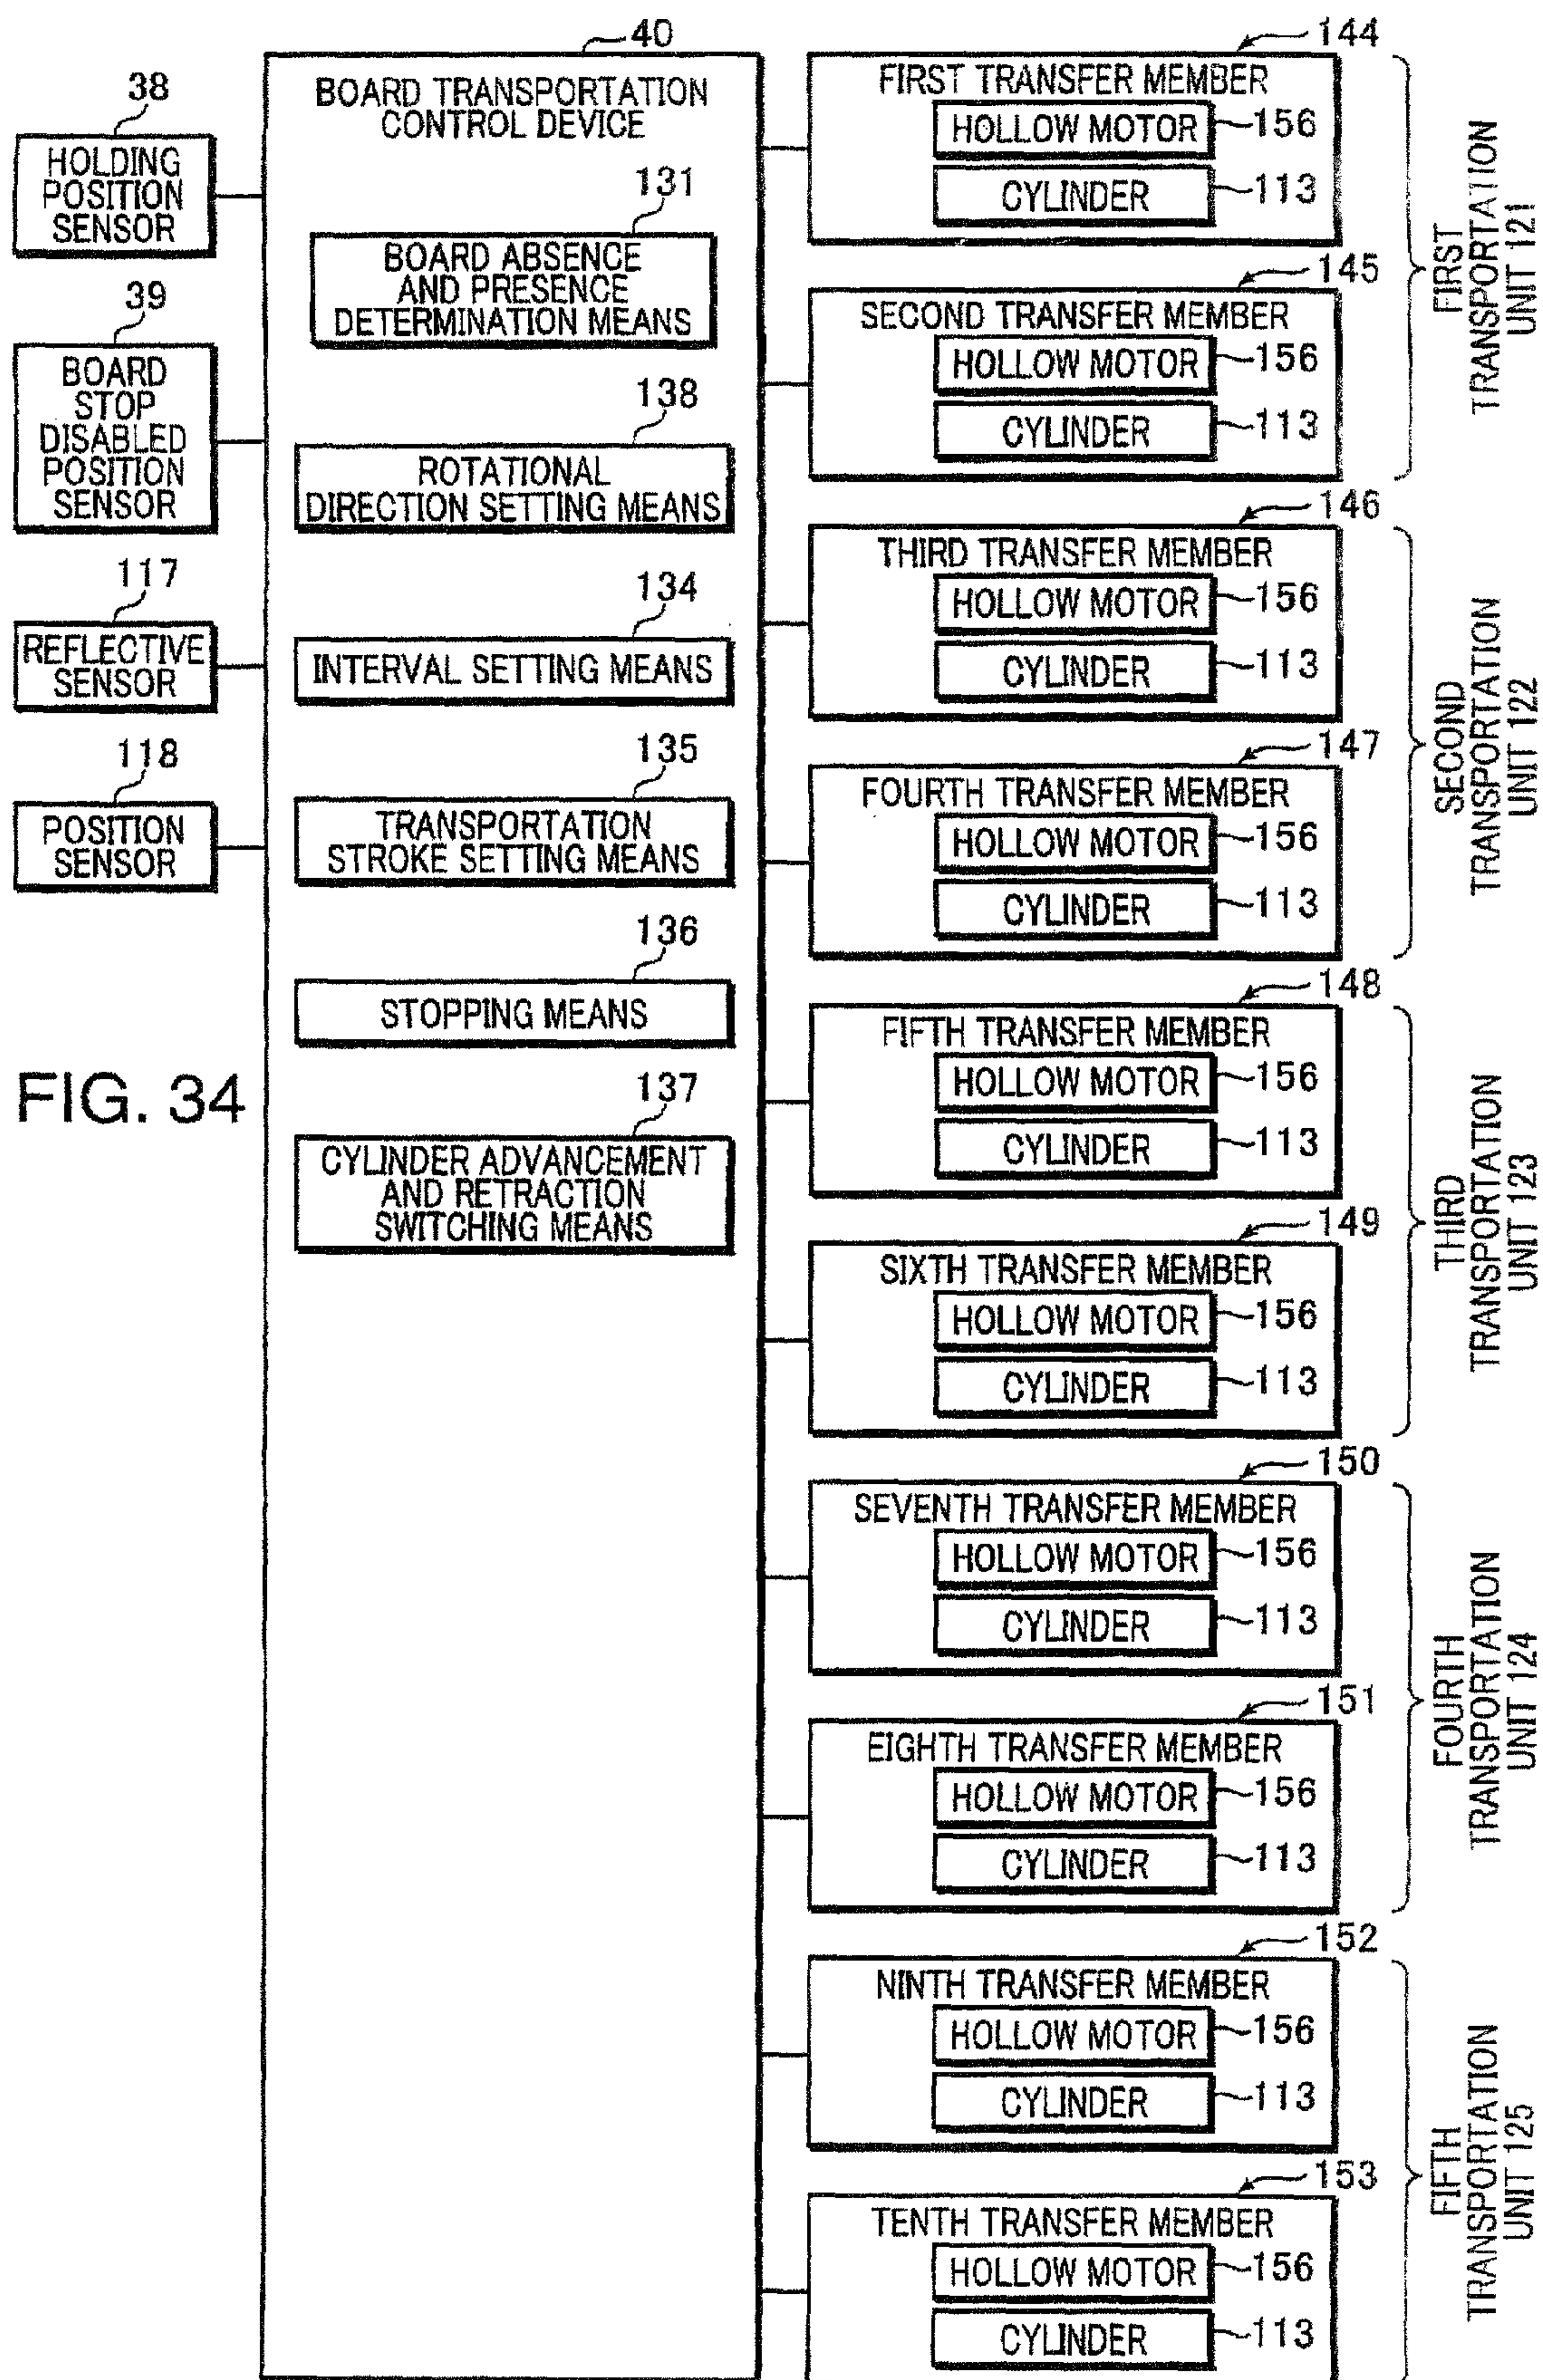 40
BOARD TRANSPORTATION
CONTROL DEVICE
38
HOLDING
POSITION
SENSOR
39
BOARD
STOP
DISABLED
POSITION
SENSOR
117
REFLECTIVE
SENSOR
118
POSITION
SENSOR
FIG. 34
131
BOARD ABSENCE
AND PRESENCE
DETERMINATION MEANS
138
ROTATIONAL
DIRECTION SETTING MEANS
134
INTERVAL SETTING MEANS
135
TRANSPORTATION
STROKE SETTING MEANS
136
STOPPING MEANS
137
CYLINDER ADVANCEMENT
AND RETRACTION
SWITCHING MEANS
144
FIRST TRANSFER MEMBER
HOLLOW MOTOR 156
CYLINDER 113
145
SECOND TRANSFER MEMBER
HOLLOW MOTOR 156
CYLINDER 113
FIRST
TRANSPORTATION
UNIT 121
146
THIRD TRANSFER MEMBER
HOLLOW MOTOR 156
CYLINDER 113
147
FOURTH TRANSFER MEMBER
HOLLOW MOTOR 156
CYLINDER 113
SECOND
TRANSPORTATION
UNIT 122
148
FIFTH TRANSFER MEMBER
HOLLOW MOTOR 156
CYLINDER 113
149
SIXTH TRANSFER MEMBER
HOLLOW MOTOR 156
CYLINDER 113
THIRD
TRANSPORTATION
UNIT 123
150
SEVENTH TRANSFER MEMBER
HOLLOW MOTOR 156
CYLINDER 113
151
EIGHTH TRANSFER MEMBER
HOLLOW MOTOR 156
CYLINDER 113
FOURTH
TRANSPORTATION
UNIT 124
152
NINTH TRANSFER MEMBER
HOLLOW MOTOR 156
CYLINDER 113
153
TENTH TRANSFER MEMBER
HOLLOW MOTOR 156
CYLINDER 113
FIFTH
TRANSPORTATION
UNIT 125